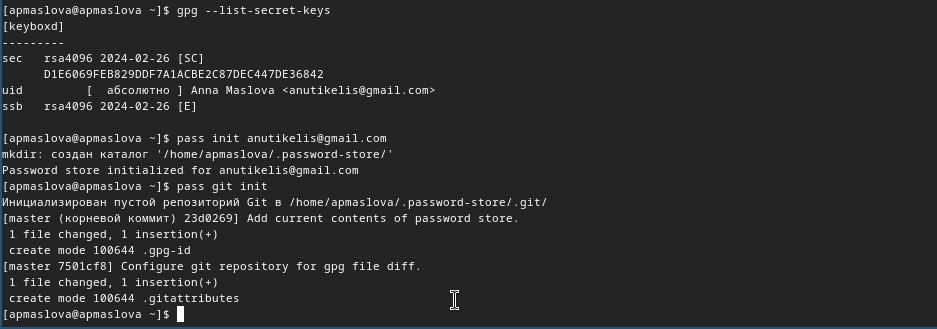 [apmaslova@apmaslova ~]$ gpg --list-secret-keys
[keyboxd]
---------
sec   rsa4096 2024-02-26 [SC]
      D1E6069FEB829DDF7A1ACBE2C87DEC447DE36842
uid         [  абсолютно ] Anna Maslova <anutikelis@gmail.com>
ssb   rsa4096 2024-02-26 [E]

[apmaslova@apmaslova ~]$ pass init anutikelis@gmail.com
mkdir: создан каталог '/home/apmaslova/.password-store/'
Password store initialized for anutikelis@gmail.com
[apmaslova@apmaslova ~]$ pass git init
Инициализирован пустой репозиторий Git в /home/apmaslova/.password-store/.git/
[master (корневой коммит) 23d0269] Add current contents of password store.
 1 file changed, 1 insertion(+)
 create mode 100644 .gpg-id
[master 7501cf8] Configure git repository for gpg file diff.
 1 file changed, 1 insertion(+)
 create mode 100644 .gitattributes
[apmaslova@apmaslova ~]$